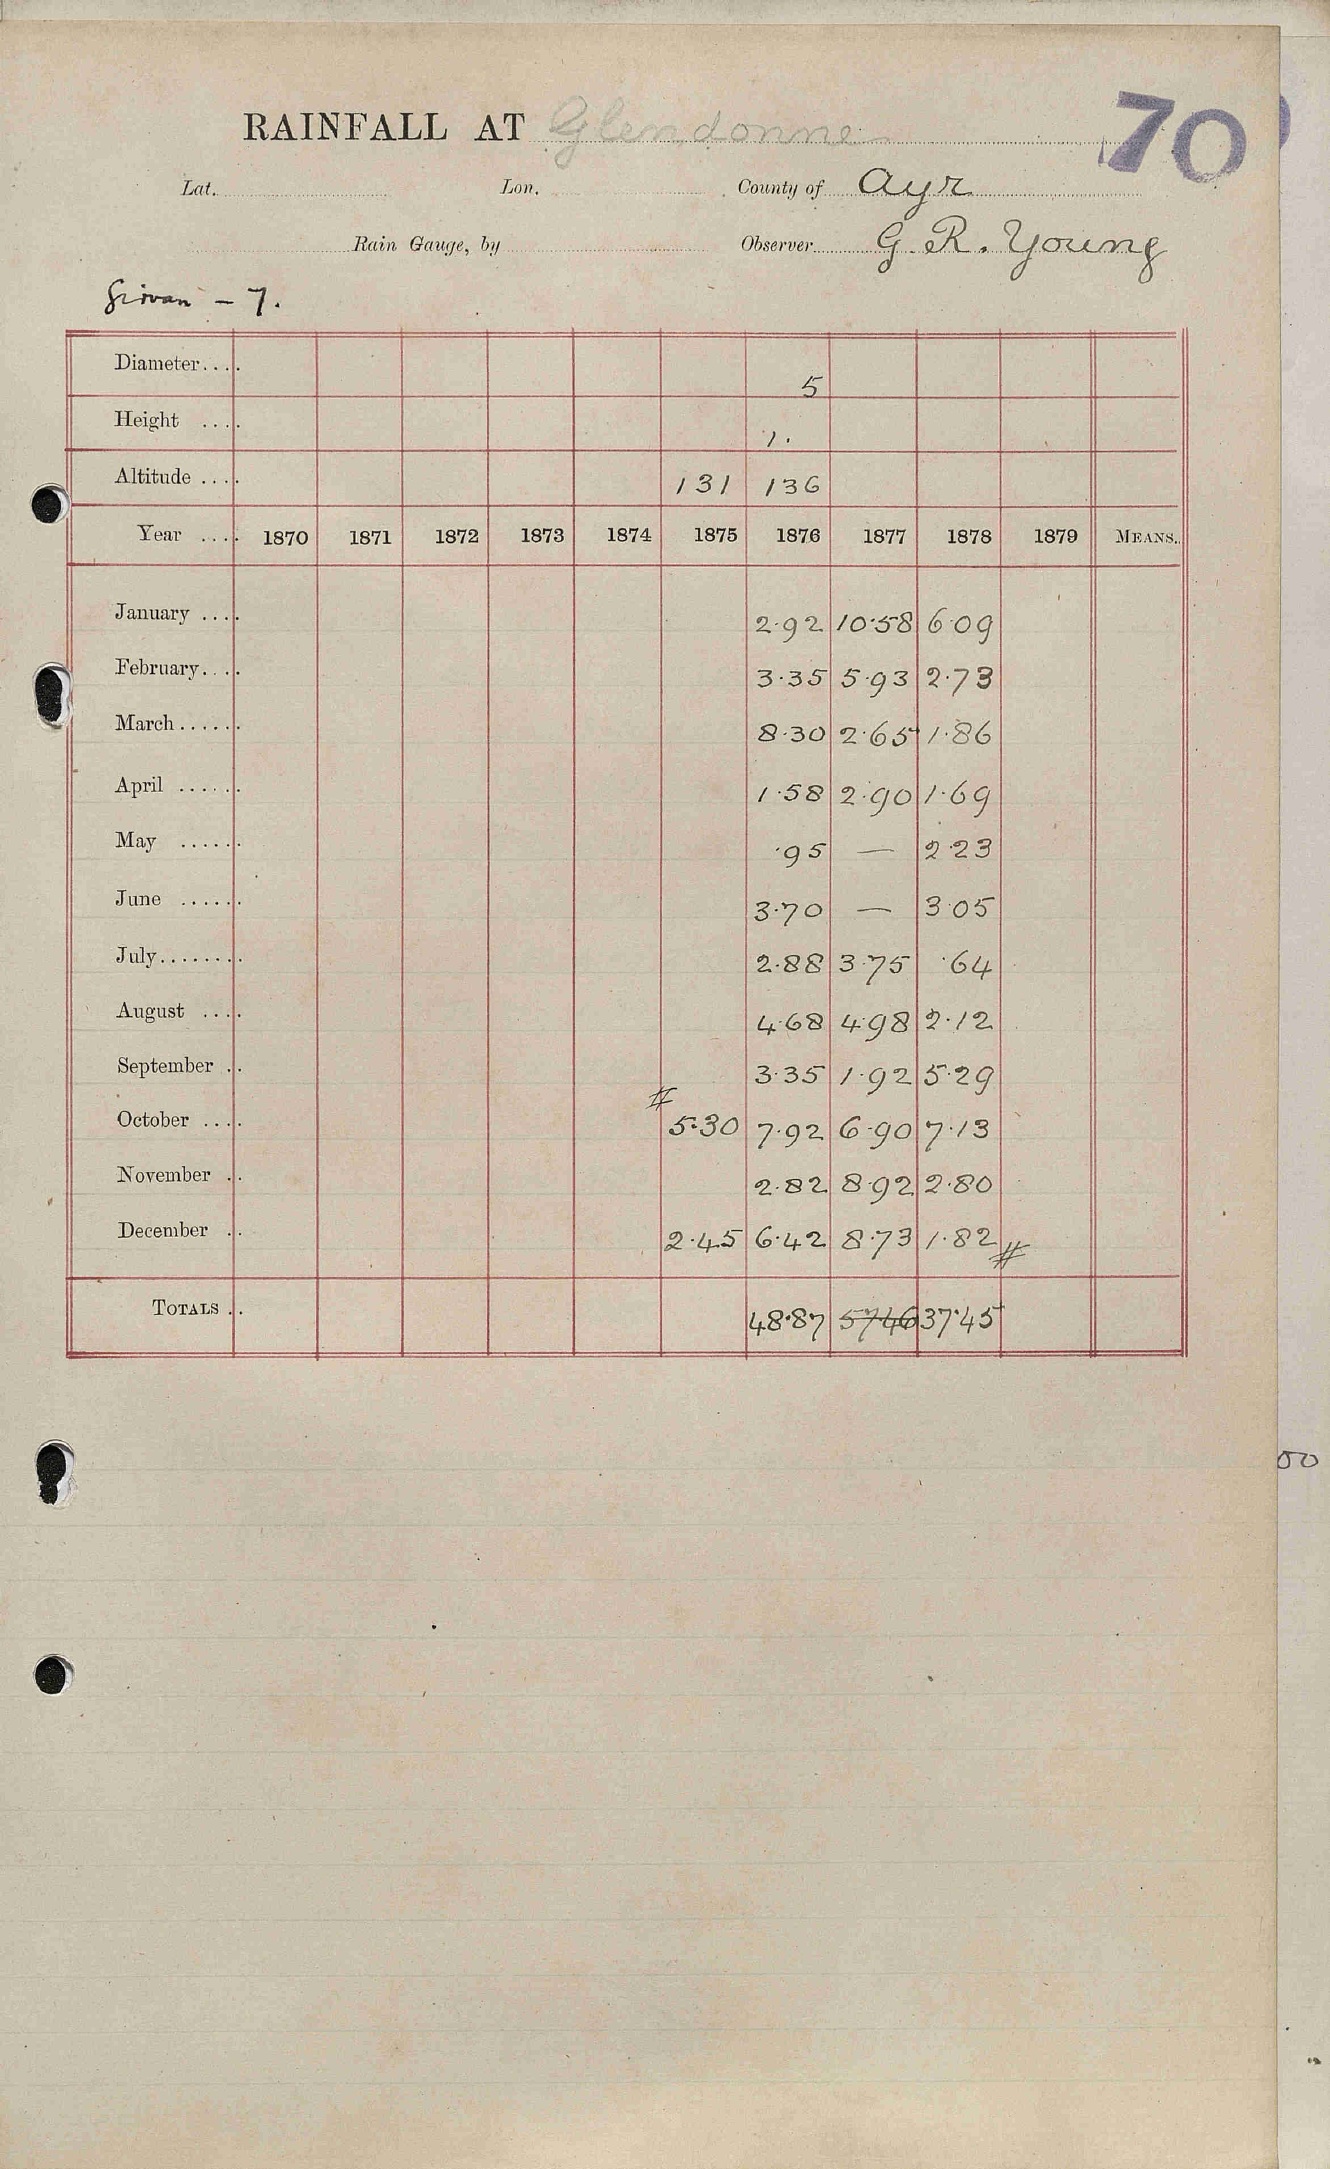 RAINFALL AT Glendonne 70
Lat. Lon. County of Ayr
Rain Gauge, by Observer G. R. Young
Girvan - 7.
Diameter.... 5
Height .... 1.
Altitude .... 131 136
Year .... 1870 1871 1872 1873 1874 1875 1876 1877 1878 1879 MEANS..
January .... 2.92 10.58 6.09
February.... 3.35 5.93 2.73
March...... 8.30 2.65 1.86
April ...... 1.58 2.90 1.69
May ...... .95 — 2.23
June ...... 3.70 — 3.05
July........ 2.88 3.75 .64
August .... 4.68 4.98 2.12
September .. 3.35 1.92 5.29
October .... # 5.30 7.92 6.90 7.13
November .. 2.82 8.92 2.80
December .. 2.45 6.42 8.73 1.82 #
TOTALS .. 48.87 5746 37.45
00